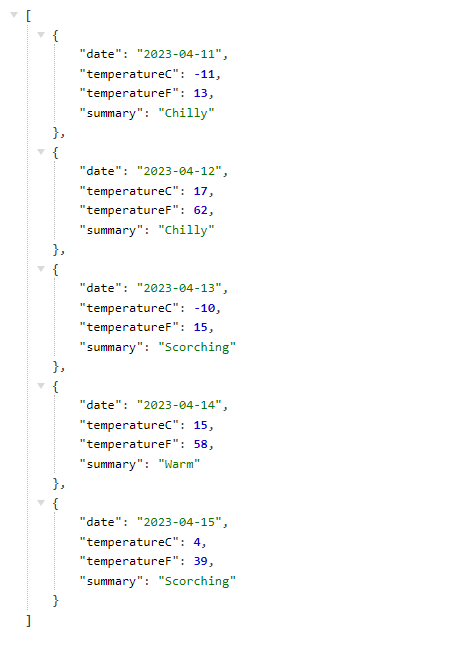 [
{
"date": "2023-04-11",
"temperatureC": -11,
"temperatureF": 13,
"summary": "Chilly"
},
{
"date": "2023-04-12",
"temperatureC": 17,
"temperatureF": 62,
"summary": "Chilly"
},
{
"date": "2023-04-13",
"temperatureC": -10,
"temperatureF": 15,
"summary": "Scorching"
},
{
"date": "2023-04-14",
"temperatureC": 15,
"temperatureF": 58,
"summary": "Warm"
},
{
"date": "2023-04-15",
"temperatureC": 4,
"temperatureF": 39,
"summary": "Scorching"
}
]